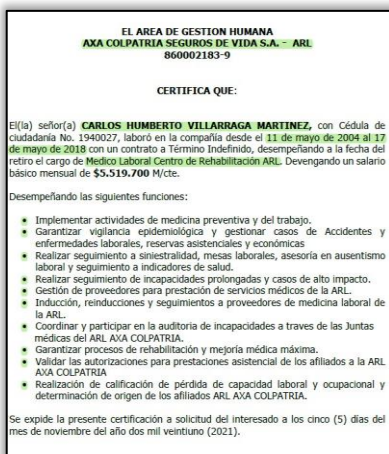 EL AREA DE GESTION HUMANA
AXA COLPATRIA SEGUROS DE VIDA S.A. - ARL
860002183-9
CERTIFICA QUE:
El(la) señor(a) CARLOS HUMBERTO VILLARRAGA MARTINEZ, con Cédula de
ciudadanía No. 1940027, laboró en la compañía desde el 11 de mayo de 2004 al 17
de mayo de 2018 con un contrato a Término Indefinido, desempeñando a la fecha del
retiro el cargo de Medico Laboral Centro de Rehabilitación ARL. Devengando un salario
básico mensual de $5.519.700 M/cte.
Desempeñando las siguientes funciones:
• Implementar actividades de medicina preventiva y del trabajo.
• Garantizar vigilancia epidemiológica y gestionar casos de Accidentes y
enfermedades laborales, reservas asistenciales y económicas
• Realizar seguimiento a siniestralidad, mesas laborales, asesoría en ausentismo
laboral y seguimiento a indicadores de salud.
• Realizar seguimiento de incapacidades prolongadas y casos de alto impacto.
• Gestión de proveedores para prestación de servicios médicos de la ARL.
• Inducción, reinducciones y seguimientos a proveedores de medicina laboral de
la ARL.
• Coordinar y participar en la auditoria de incapacidades a traves de las Juntas
médicas del ARL AXA COLPATRIA.
• Garantizar procesos de rehabilitación y mejoría médica máxima.
• Validar las autorizaciones para prestaciones asistencial de los afiliados a la ARL
AXA COLPATRIA
• Realización de calificación de pérdida de capacidad laboral y ocupacional y
determinación de origen de los afiliados ARL AXA COLPATRIA.
Se expide la presente certificación a solicitud del interesado a los cinco (5) días del
mes de noviembre del año dos mil veintiuno (2021).